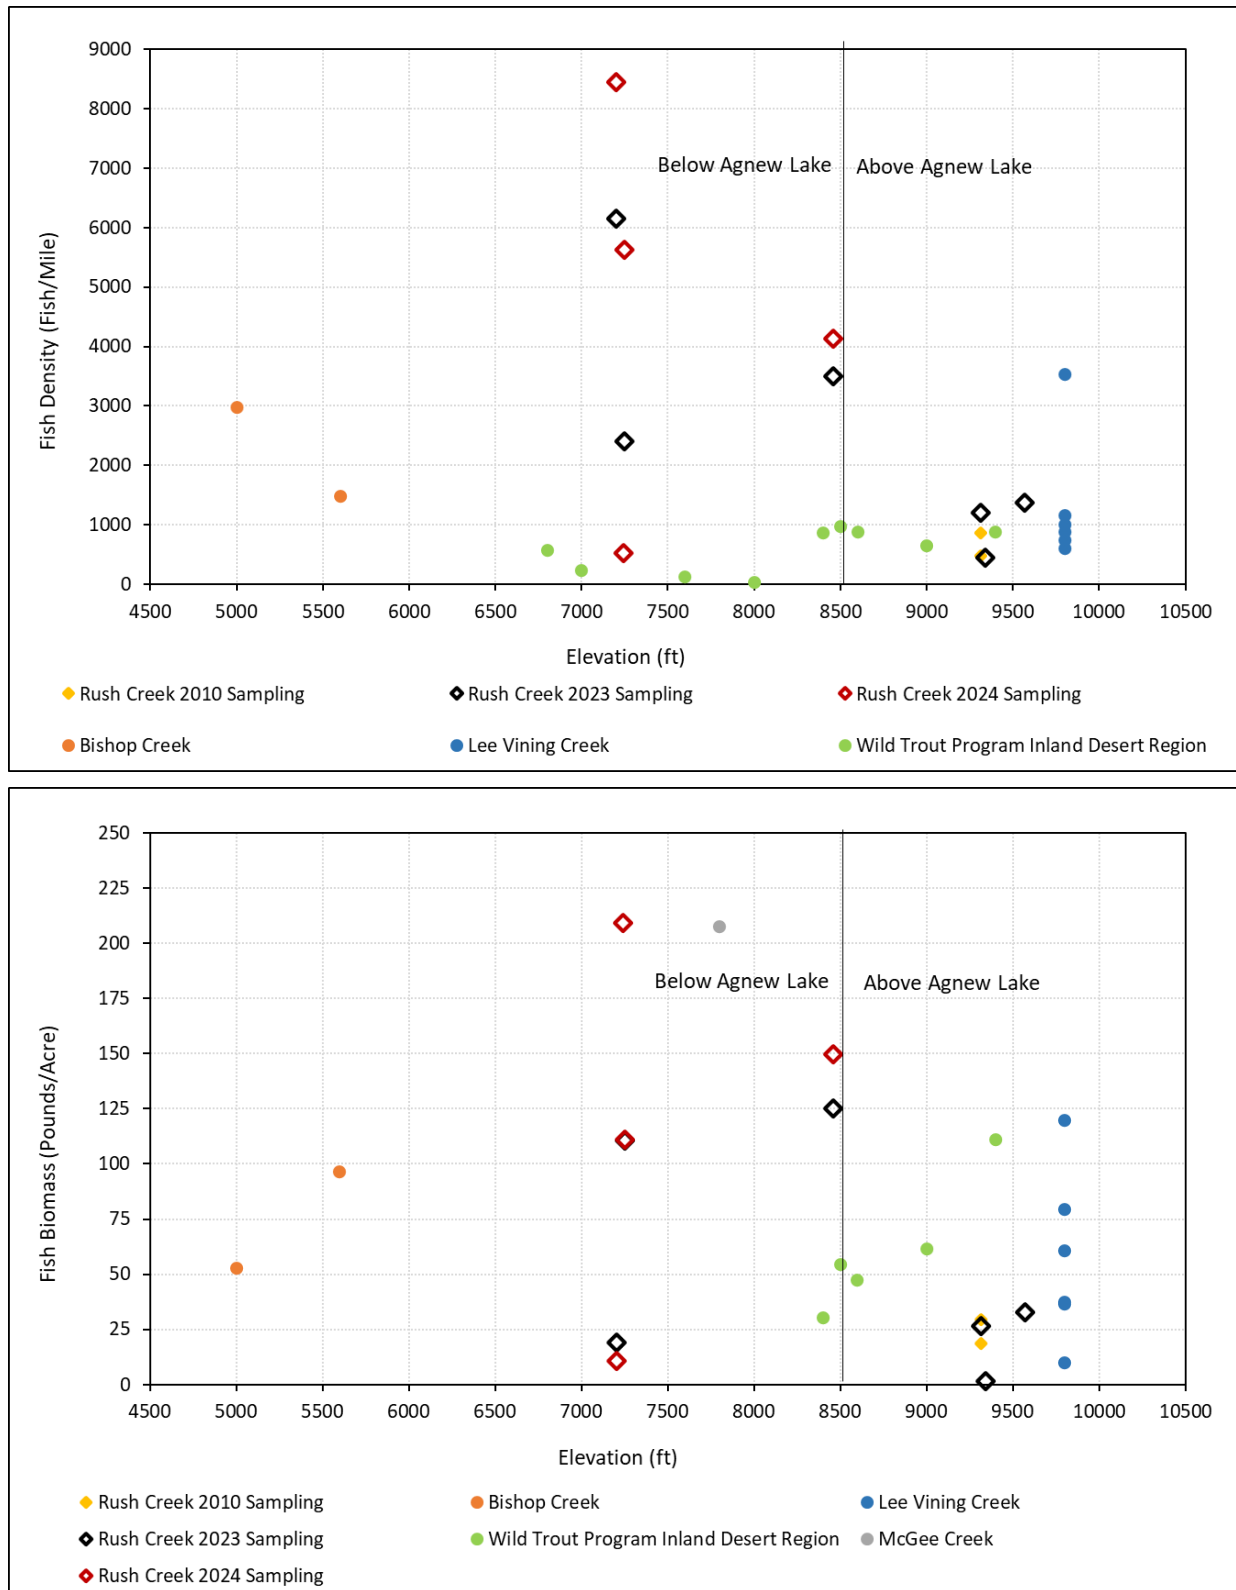 9000
8000
7000
6000
5000
4000
3000
2000
1000
0
Fish Density (Fish/Mile)
Below Agnew Lake
Above Agnew Lake
4500 5000 5500 6000 6500 7000 7500 8000 8500 9000 9500 10000 10500
Elevation (ft)
Rush Creek 2010 Sampling Rush Creek 2023 Sampling Rush Creek 2024 Sampling
Bishop Creek Lee Vining Creek Wild Trout Program Inland Desert Region
250
225
200
175
150
125
100
75
50
25
0
Fish Biomass (Pounds/Acre)
Below Agnew Lake
Above Agnew Lake
4500 5000 5500 6000 6500 7000 7500 8000 8500 9000 9500 10000 10500
Elevation (ft)
Rush Creek 2010 Sampling Bishop Creek Lee Vining Creek
Rush Creek 2023 Sampling Wild Trout Program Inland Desert Region McGee Creek
Rush Creek 2024 Sampling